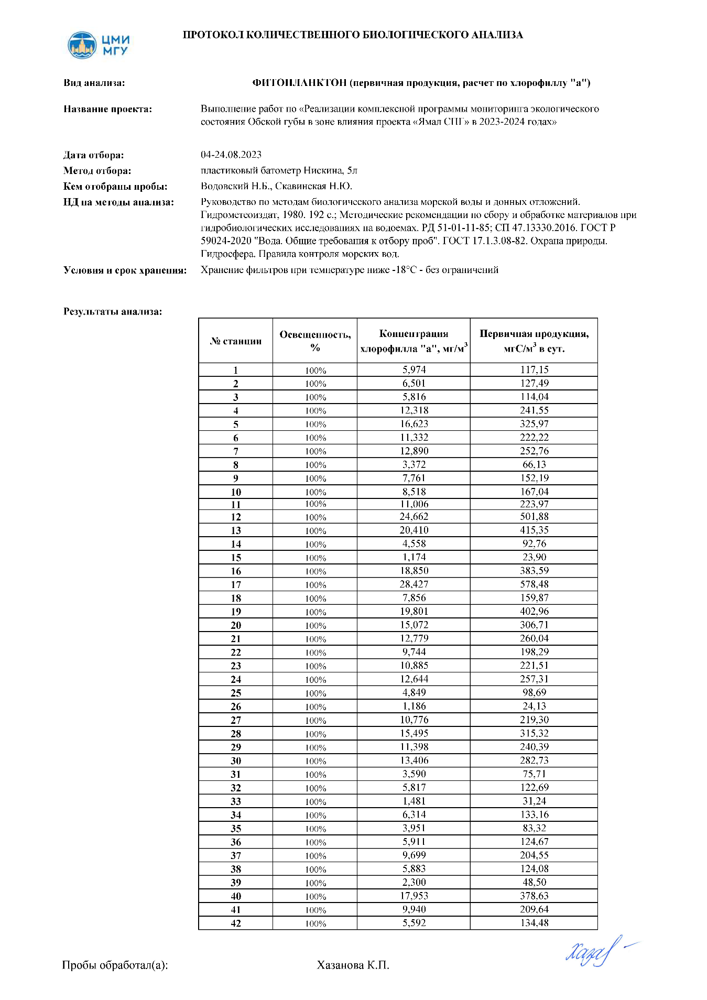 ЦМИ
МГУ
ПРОТОКОЛ КОЛИЧЕСТВЕННОГО БИОЛОГИЧЕСКОГО АНАЛИЗА
Вид анализа: ФИТОПЛАНКТОН (первичная продукция, расчет по хлорофиллу "а")
Название проекта: Выполнение работ по «Реализации комплексной программы мониторинга экологического
состояния Обской губы в зоне влияния проекта «Ямал СПГ» в 2023-2024 годах»
Дата отбора: 04-24.08.2023
Метод отбора: пластиковый батометр Нискина, 5л
Кем отобраны пробы: Водовский Н.Б., Скавинская Н.Ю.
НД на методы анализа: Руководство по методам биологического анализа морской воды и донных отложений.
Гидрометеоиздат, 1980. 192 с.; Методические рекомендации по сбору и обработке материалов при
гидробиологических исследованиях на водоемах. РД 51-01-11-85; СП 47.13330.2016. ГОСТ Р
59024-2020 "Вода. Общие требования к отбору проб". ГОСТ 17.1.3.08-82. Охрана природы.
Гидросфера. Правила контроля морских вод.
Условия и срок хранения: Хранение фильтров при температуре ниже -18°С - без ограничений
Результаты анализа:
№ станции Освещенность, % Концентрация хлорофилла "а", мг/м³ Первичная продукция, мгС/м³ в сут.
1 100% 5,974 117,15
2 100% 6,501 127,49
3 100% 5,816 114,04
4 100% 12,318 241,55
5 100% 16,623 325,97
6 100% 11,332 222,22
7 100% 12,890 252,76
8 100% 3,372 66,13
9 100% 7,761 152,19
10 100% 8,518 167,04
11 100% 11,006 223,97
12 100% 24,662 501,88
13 100% 20,410 415,35
14 100% 4,558 92,76
15 100% 1,174 23,90
16 100% 18,850 383,59
17 100% 28,427 578,48
18 100% 7,856 159,87
19 100% 19,801 402,96
20 100% 15,072 306,71
21 100% 12,779 260,04
22 100% 9,744 198,29
23 100% 10,885 221,51
24 100% 12,644 257,31
25 100% 4,849 98,69
26 100% 1,186 24,13
27 100% 10,776 219,30
28 100% 15,495 315,32
29 100% 11,398 240,39
30 100% 13,406 282,73
31 100% 3,590 75,71
32 100% 5,817 122,69
33 100% 1,481 31,24
34 100% 6,314 133,16
35 100% 3,951 83,32
36 100% 5,911 124,67
37 100% 9,699 204,55
38 100% 5,883 124,08
39 100% 2,300 48,50
40 100% 17,953 378,63
41 100% 9,940 209,64
42 100% 5,592 134,48
Пробы обработал(а): Хазанова К.П.